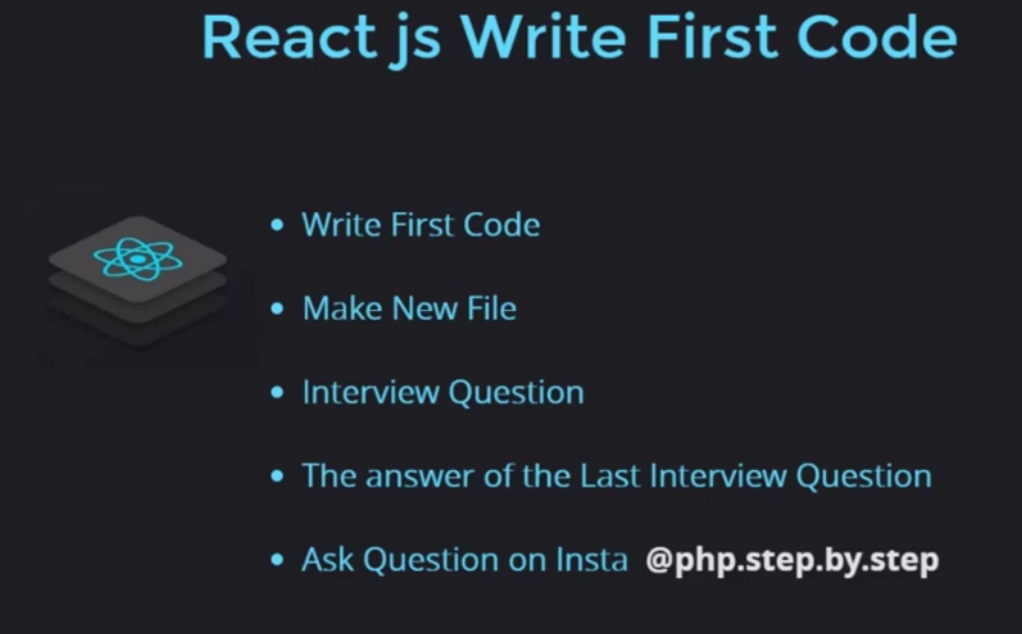 React js Write First Code
Write First Code
Make New File
Interview Question
The answer of the Last Interview Question
Ask Question on Insta @php.step.by.step